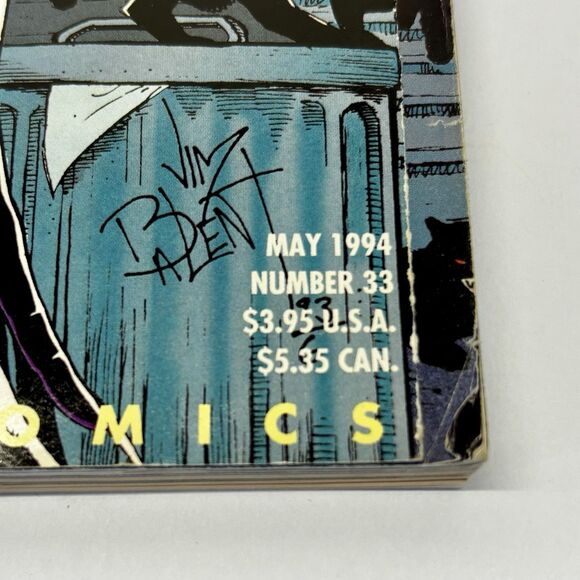 JIM
BALENT
MAY 1994
NUMBER 33
$3.95 U.S.A.
$5.35 CAN.
OMICS